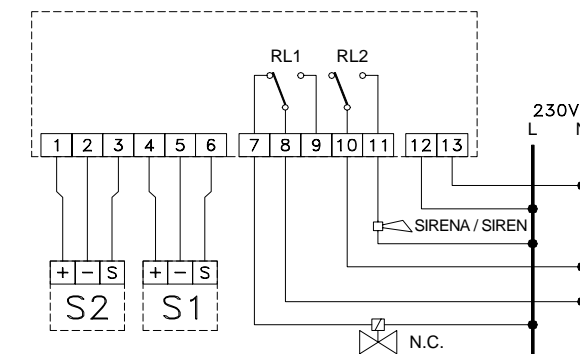 RL1 RL2
230V
L N
1 2 3 4 5 6 7 8 9 10 11 12 13
SIRENA / SIREN
+ - S + - S
S2 S1
N.C.